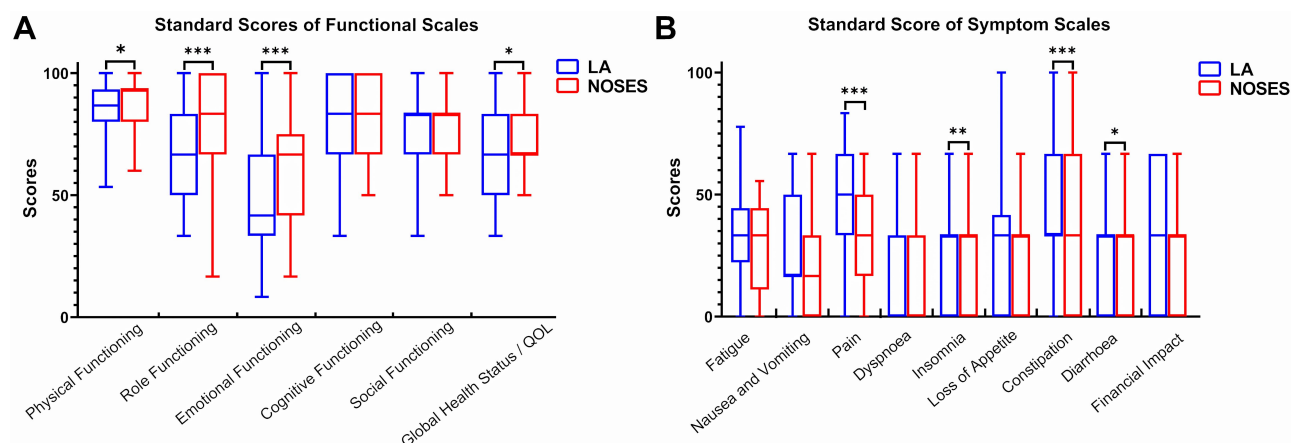 A
Standard Scores of Functional Scales
LA
NOSES
* *** *** *
Scores
100
50
0
Physical Functioning
Role Functioning
Emotional Functioning
Cognitive Functioning
Social Functioning
Global Health Status / QOL
B
Standard Score of Symptom Scales
LA
NOSES
*** ** *** *
Scores
100
50
0
Fatigue
Nausea and Vomiting
Pain
Dyspnoea
Insomnia
Loss of Appetite
Constipation
Diarrhoea
Financial Impact